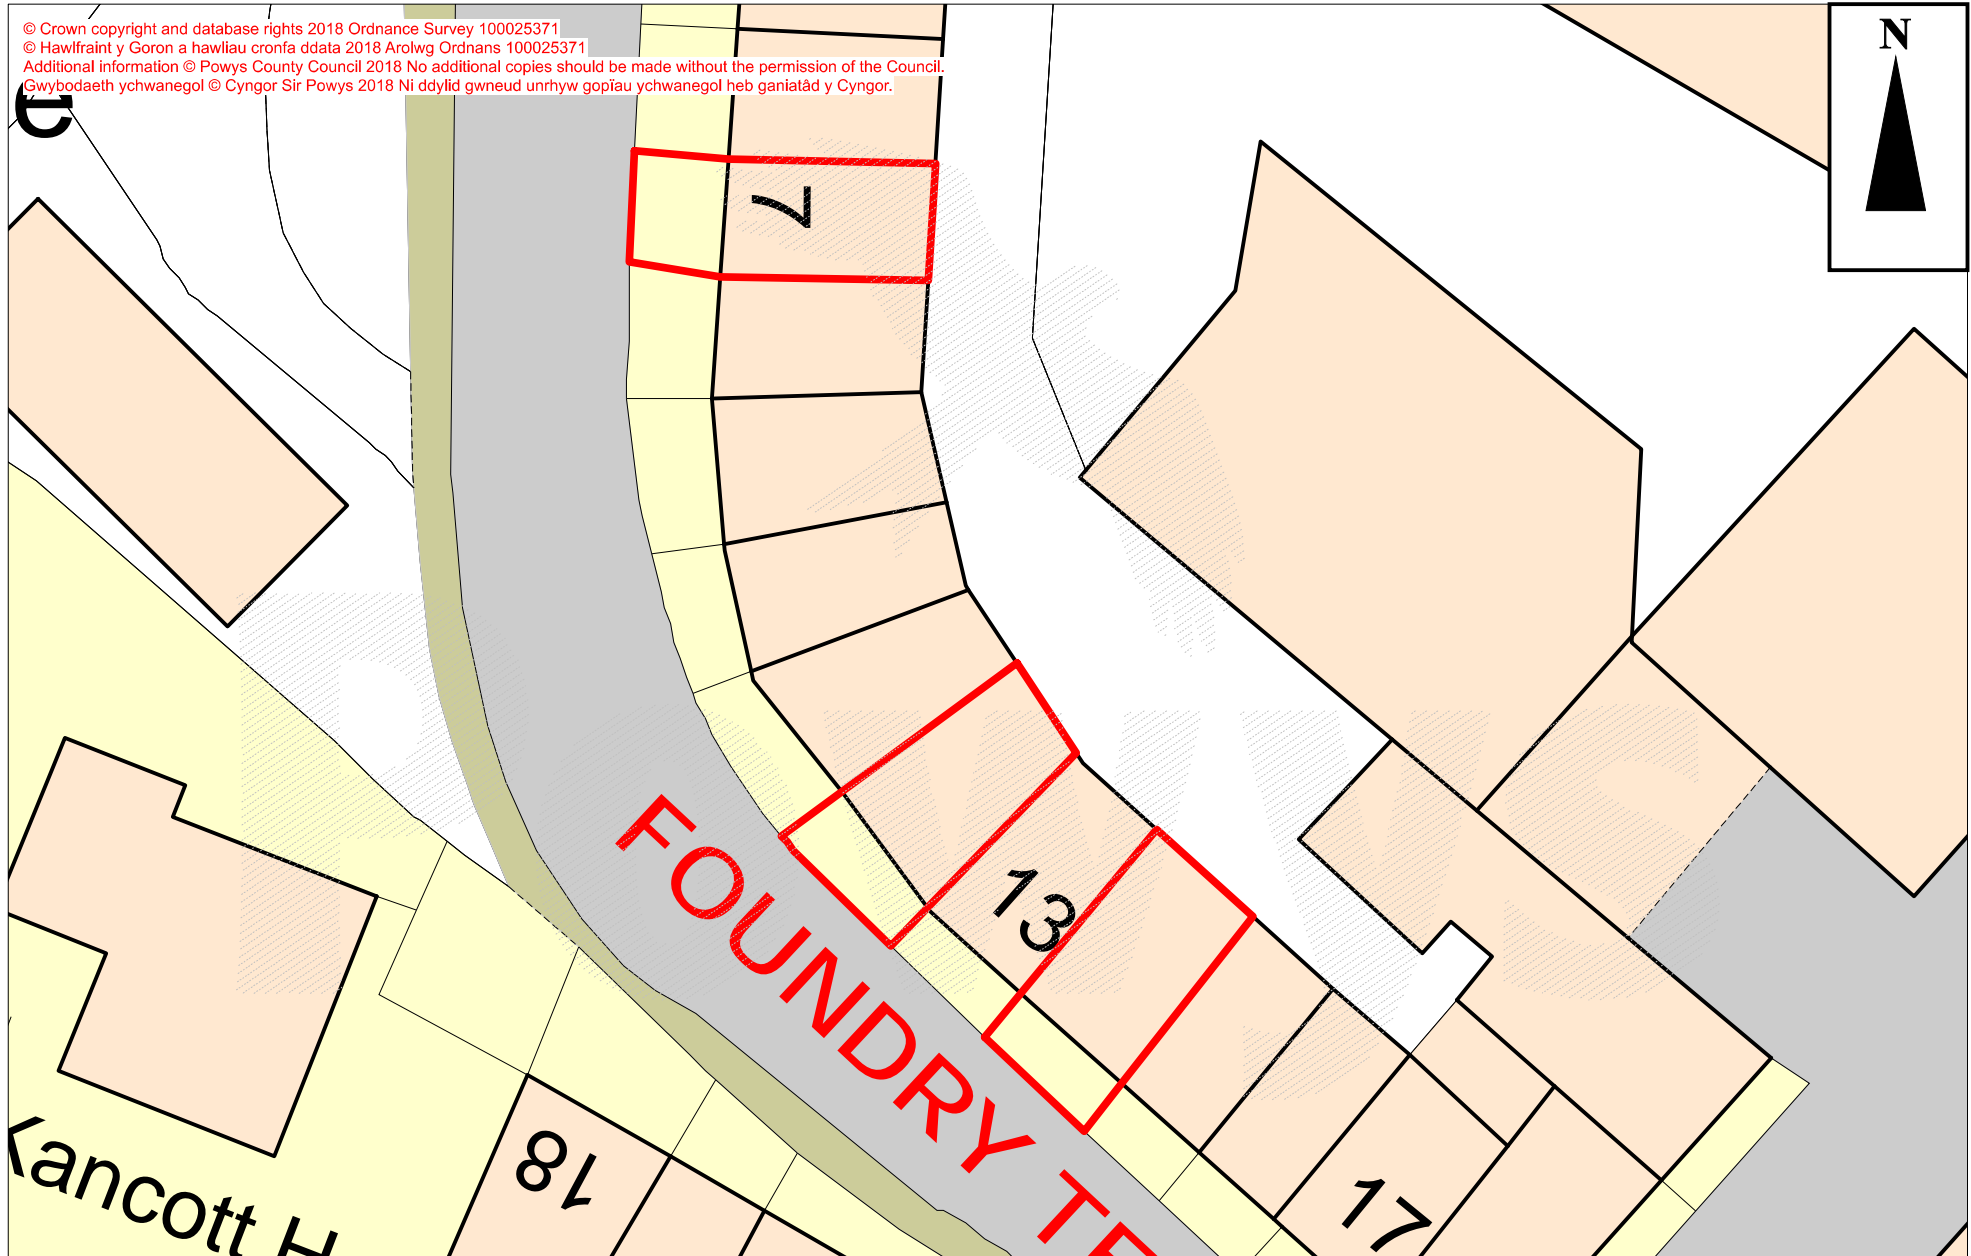 © Crown copyright and database rights 2018 Ordnance Survey 100025371
© Hawlfraint y Goron a hawliau cronfa ddata 2018 Arolwg Ordnans 100025371
Additional information © Powys County Council 2018 No additional copies should be made without the permission of the Council.
Gwybodaeth ychwanegol © Cyngor Sir Powys 2018 Ni ddylid gwneud unrhyw gopïau ychwanegol heb ganiatâd y Cyngor.
N
e
7
13
FOUNDRY TE
18
Kancott H
17